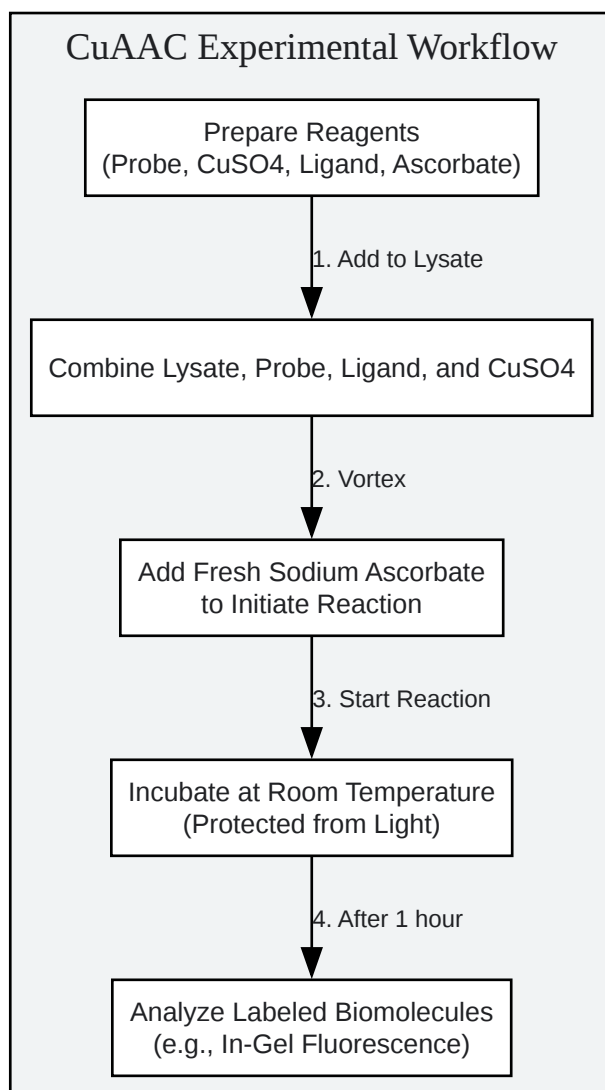 CuAAC Experimental Workflow
Prepare Reagents
(Probe, CuSO4, Ligand, Ascorbate)
1. Add to Lysate
Combine Lysate, Probe, Ligand, and CuSO4
2. Vortex
Add Fresh Sodium Ascorbate
to Initiate Reaction
3. Start Reaction
Incubate at Room Temperature
(Protected from Light)
4. After 1 hour
Analyze Labeled Biomolecules
(e.g., In-Gel Fluorescence)